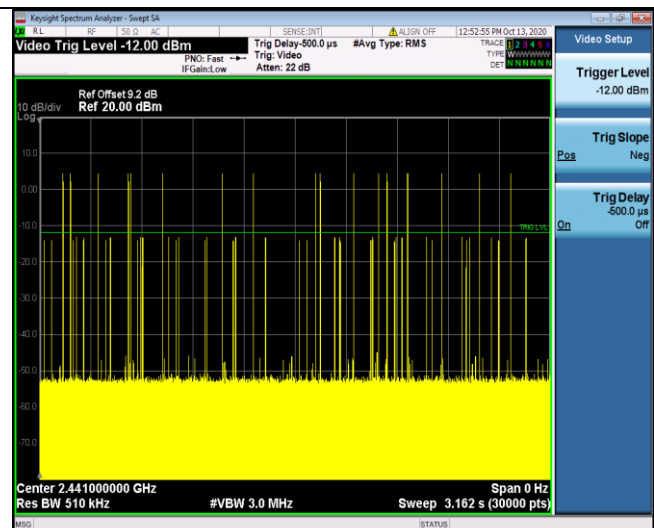 Keysight Spectrum Analyzer - Swept SA
RL RF 50 Ω AC SENSE:INT ALIGN OFF 12:52:55 PM Oct 13, 2020
Video Trig Level -12.00 dBm
PNO: Fast
IFGain:Low
Trig Delay-500.0 µs
Trig: Video
Atten: 22 dB
#Avg Type: RMS
TRACE 1 2 3 4 5 6
TYPE WWWWWW
DET N N N N N N
Video Setup
Trigger Level
-12.00 dBm
Trig Slope
Pos Neg
Trig Delay
-500.0 µs
On Off
Ref Offset 9.2 dB
10 dB/div Ref 20.00 dBm
Log
10.0
0.00
-10.0
TRIG LVL
-20.0
-30.0
-40.0
-50.0
-60.0
-70.0
Center 2.441000000 GHz Span 0 Hz
Res BW 510 kHz #VBW 3.0 MHz Sweep 3.162 s (30000 pts)
MSG STATUS